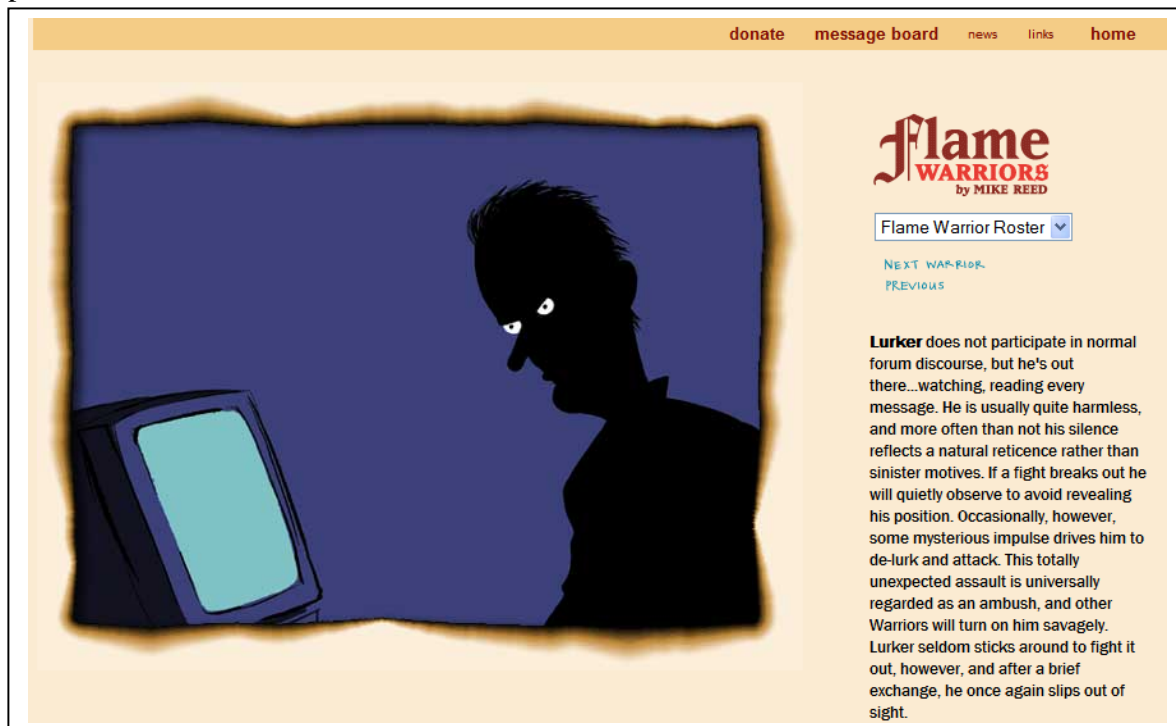 donate message board news links home
Flame
WARRIORS
by MIKE REED
Flame Warrior Roster
NEXT WARRIOR
PREVIOUS
Lurker does not participate in normal
forum discourse, but he's out
there...watching, reading every
message. He is usually quite harmless,
and more often than not his silence
reflects a natural reticence rather than
sinister motives. If a fight breaks out he
will quietly observe to avoid revealing
his position. Occasionally, however,
some mysterious impulse drives him to
de-lurk and attack. This totally
unexpected assault is universally
regarded as an ambush, and other
Warriors will turn on him savagely.
Lurker seldom sticks around to fight it
out, however, and after a brief
exchange, he once again slips out of
sight.